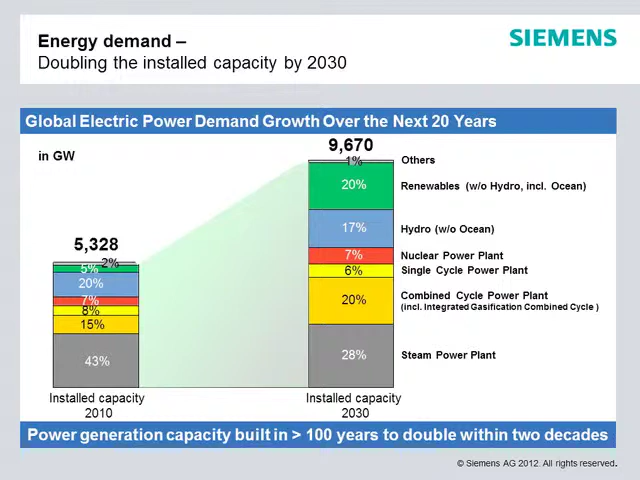 Energy demand –
SIEMENS
Doubling the installed capacity by 2030
Global Electric Power Demand Growth Over the Next 20 Years
in GW
9,670
1%
Others
20%
Renewables (w/o Hydro, incl. Ocean)
17%
Hydro (w/o Ocean)
7%
Nuclear Power Plant
6%
Single Cycle Power Plant
20%
Combined Cycle Power Plant
(incl. Integrated Gasification Combined Cycle )
28%
Steam Power Plant
5,328
2%
5%
20%
7%
8%
15%
43%
Installed capacity
2010
Installed capacity
2030
Power generation capacity built in > 100 years to double within two decades
© Siemens AG 2012. All rights reserved.